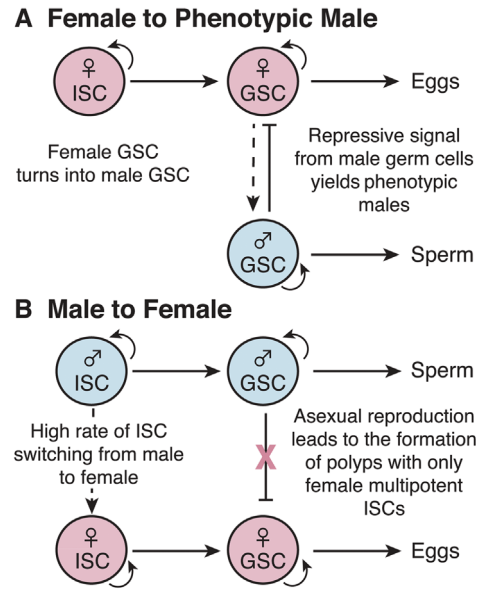 A Female to Phenotypic Male
♀ ISC
♀ GSC
Eggs
Female GSC
turns into male GSC
Repressive signal
from male germ cells
yields phenotypic
males
♂ GSC
Sperm
B Male to Female
♂ ISC
♂ GSC
Sperm
High rate of ISC
switching from male
to female
X
Asexual reproduction
leads to the formation
of polyps with only
female multipotent
ISCs
♀ ISC
♀ GSC
Eggs